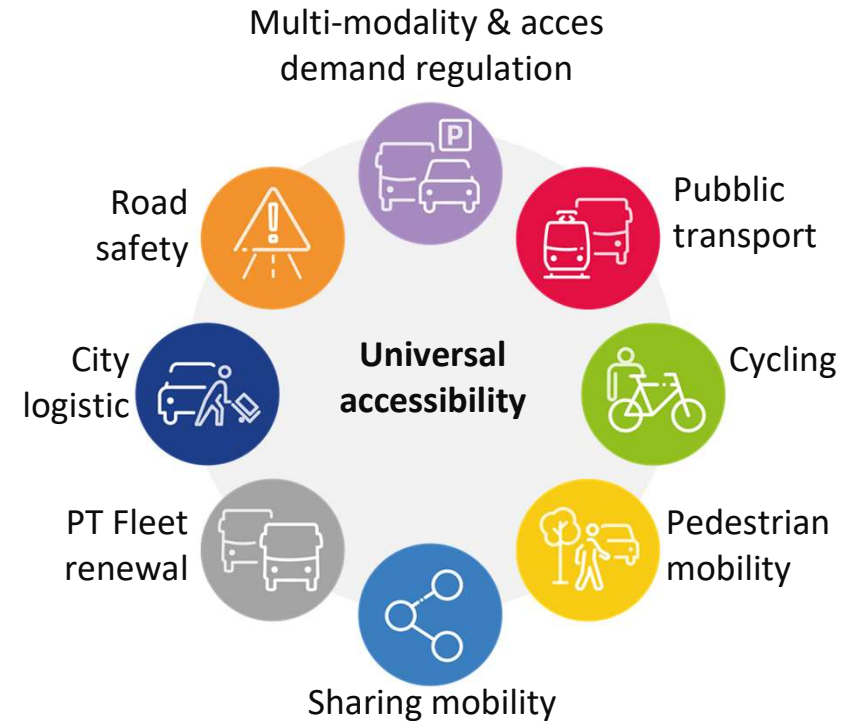 Multi-modality & acces
demand regulation
P
Road
safety
Pubblic
transport
City
logistic
Universal
accessibility
Cycling
PT Fleet
renewal
Pedestrian
mobility
Sharing mobility